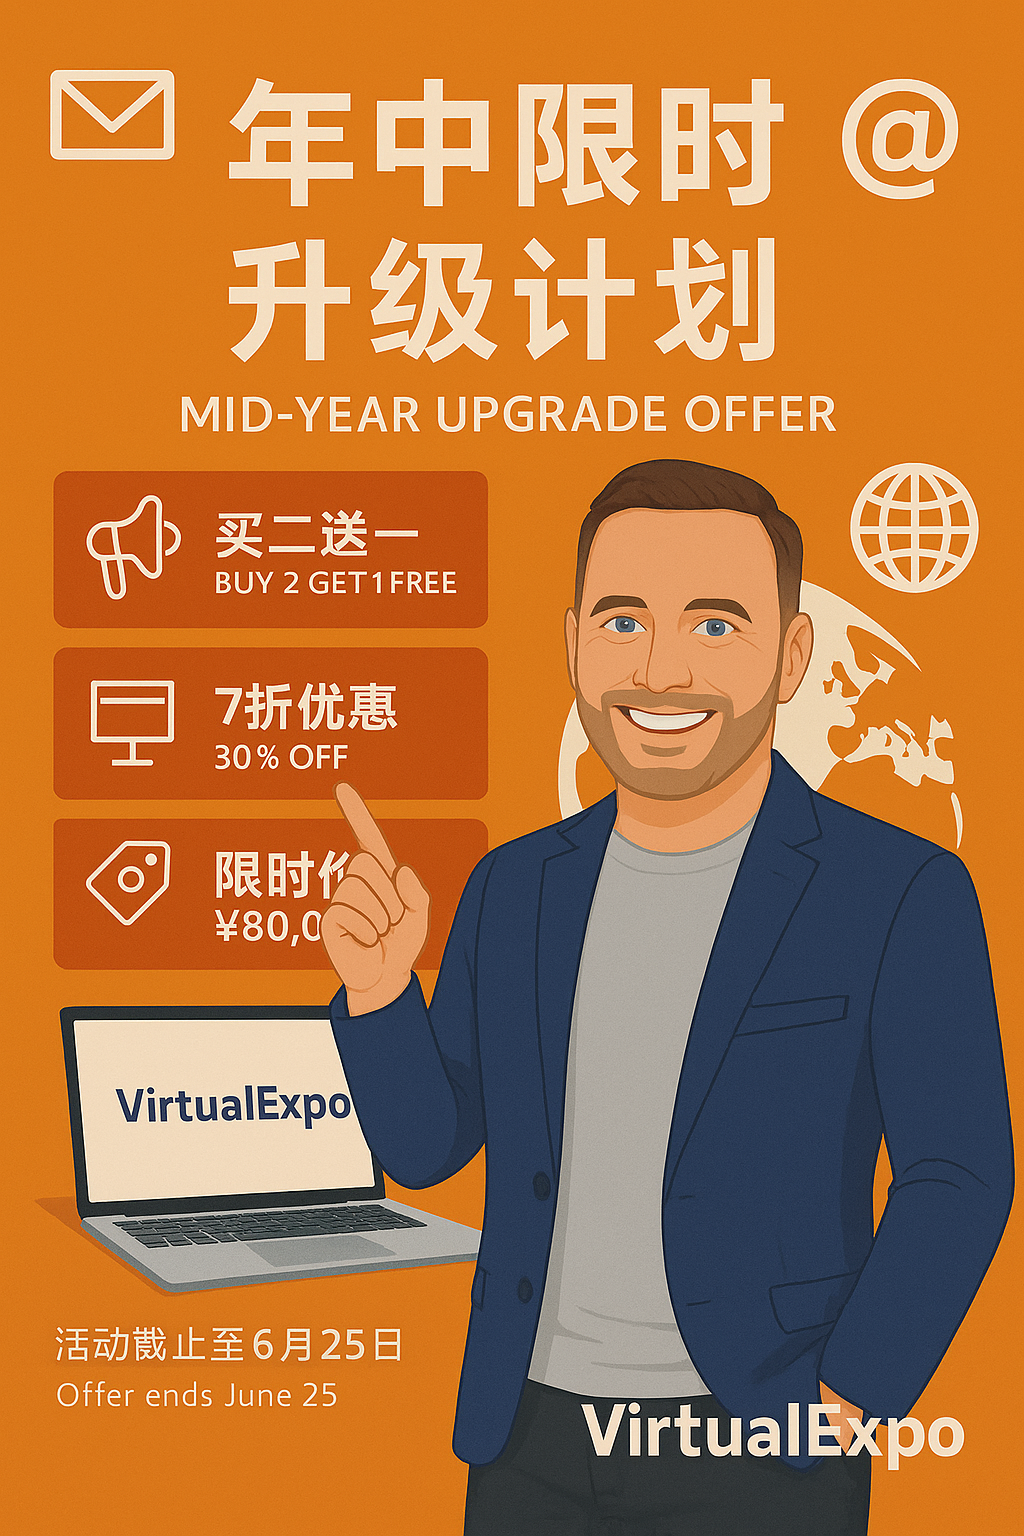 年中限时
@
升级计划
MID-YEAR UPGRADE OFFER
买二送一
BUY 2 GET 1 FREE
7折优惠
30% OFF
限时
¥80,0
VirtualExpo
活动截止至6月25日
Offer ends June 25
VirtualExpo